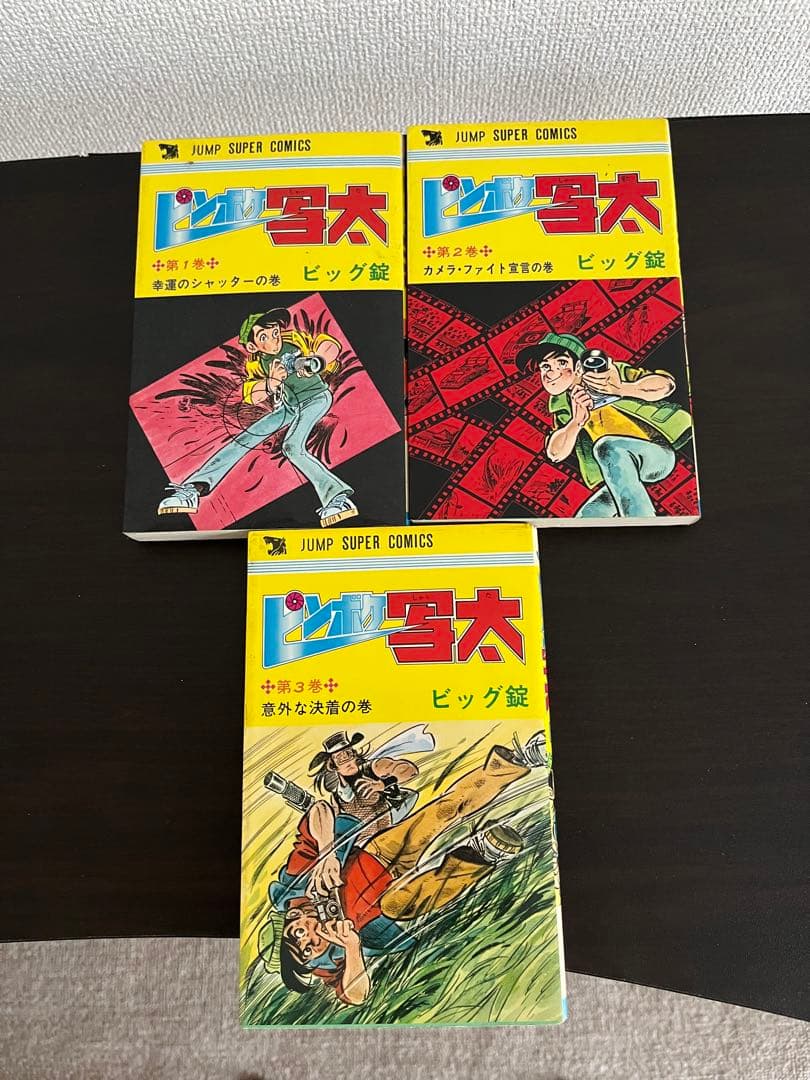 JUMP SUPER COMICS
ピンボケ写太
第1巻
幸運のシャッターの巻
ビッグ錠
JUMP SUPER COMICS
ピンボケ写太
第2巻
カメラ・ファイト宣言の巻
ビッグ錠
JUMP SUPER COMICS
ピンボケ写太
しゃ
た
第3巻
意外な決着の巻
ビッグ錠